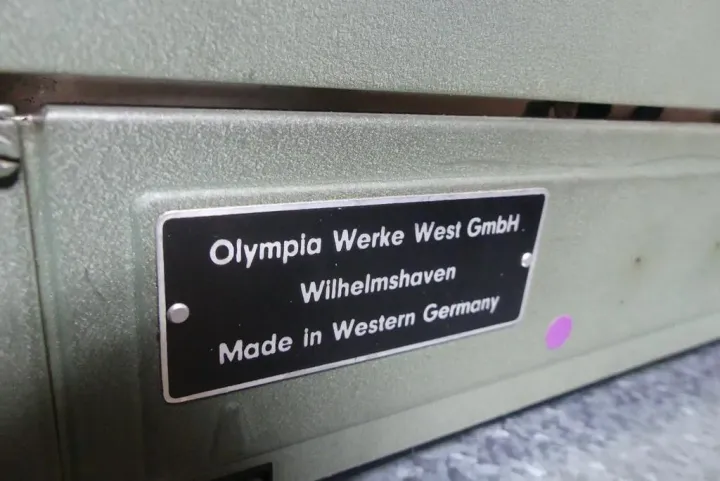 Olympia Werke West GmbH
Wilhelmshaven
Made in Western Germany